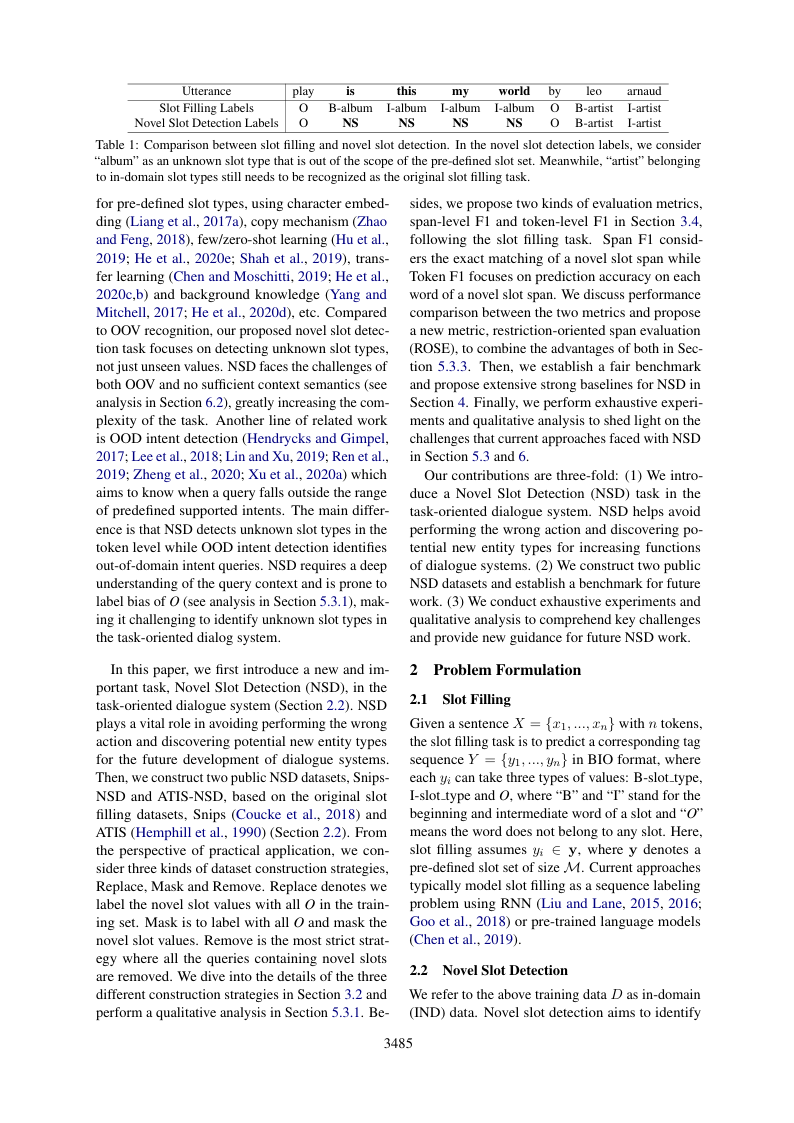 Utterance play is this my world by leo arnaud
Slot Filling Labels O B-album I-album I-album I-album O B-artist I-artist
Novel Slot Detection Labels O NS NS NS NS O B-artist I-artist
Table 1: Comparison between slot filling and novel slot detection. In the novel slot detection labels, we consider
“album” as an unknown slot type that is out of the scope of the pre-defined slot set. Meanwhile, “artist” belonging
to in-domain slot types still needs to be recognized as the original slot filling task.
for pre-defined slot types, using character embed-
ding (Liang et al., 2017a), copy mechanism (Zhao
and Feng, 2018), few/zero-shot learning (Hu et al.,
2019; He et al., 2020e; Shah et al., 2019), trans-
fer learning (Chen and Moschitti, 2019; He et al.,
2020c,b) and background knowledge (Yang and
Mitchell, 2017; He et al., 2020d), etc. Compared
to OOV recognition, our proposed novel slot detec-
tion task focuses on detecting unknown slot types,
not just unseen values. NSD faces the challenges of
both OOV and no sufficient context semantics (see
analysis in Section 6.2), greatly increasing the com-
plexity of the task. Another line of related work
is OOD intent detection (Hendrycks and Gimpel,
2017; Lee et al., 2018; Lin and Xu, 2019; Ren et al.,
2019; Zheng et al., 2020; Xu et al., 2020a) which
aims to know when a query falls outside the range
of predefined supported intents. The main differ-
ence is that NSD detects unknown slot types in the
token level while OOD intent detection identifies
out-of-domain intent queries. NSD requires a deep
understanding of the query context and is prone to
label bias of O (see analysis in Section 5.3.1), mak-
ing it challenging to identify unknown slot types in
the task-oriented dialog system.
In this paper, we first introduce a new and im-
portant task, Novel Slot Detection (NSD), in the
task-oriented dialogue system (Section 2.2). NSD
plays a vital role in avoiding performing the wrong
action and discovering potential new entity types
for the future development of dialogue systems.
Then, we construct two public NSD datasets, Snips-
NSD and ATIS-NSD, based on the original slot
filling datasets, Snips (Coucke et al., 2018) and
ATIS (Hemphill et al., 1990) (Section 2.2). From
the perspective of practical application, we con-
sider three kinds of dataset construction strategies,
Replace, Mask and Remove. Replace denotes we
label the novel slot values with all O in the train-
ing set. Mask is to label with all O and mask the
novel slot values. Remove is the most strict strat-
egy where all the queries containing novel slots
are removed. We dive into the details of the three
different construction strategies in Section 3.2 and
perform a qualitative analysis in Section 5.3.1. Be-
sides, we propose two kinds of evaluation metrics,
span-level F1 and token-level F1 in Section 3.4,
following the slot filling task. Span F1 consid-
ers the exact matching of a novel slot span while
Token F1 focuses on prediction accuracy on each
word of a novel slot span. We discuss performance
comparison between the two metrics and propose
a new metric, restriction-oriented span evaluation
(ROSE), to combine the advantages of both in Sec-
tion 5.3.3. Then, we establish a fair benchmark
and propose extensive strong baselines for NSD in
Section 4. Finally, we perform exhaustive experi-
ments and qualitative analysis to shed light on the
challenges that current approaches faced with NSD
in Section 5.3 and 6.
Our contributions are three-fold: (1) We intro-
duce a Novel Slot Detection (NSD) task in the
task-oriented dialogue system. NSD helps avoid
performing the wrong action and discovering po-
tential new entity types for increasing functions
of dialogue systems. (2) We construct two public
NSD datasets and establish a benchmark for future
work. (3) We conduct exhaustive experiments and
qualitative analysis to comprehend key challenges
and provide new guidance for future NSD work.
2 Problem Formulation
2.1 Slot Filling
Given a sentence X = {x1, ..., xn} with n tokens,
the slot filling task is to predict a corresponding tag
sequence Y = {y1, ..., yn} in BIO format, where
each yi can take three types of values: B-slot_type,
I-slot_type and O, where “B” and “I” stand for the
beginning and intermediate word of a slot and “O”
means the word does not belong to any slot. Here,
slot filling assumes yi ∈ y, where y denotes a
pre-defined slot set of size M. Current approaches
typically model slot filling as a sequence labeling
problem using RNN (Liu and Lane, 2015, 2016;
Goo et al., 2018) or pre-trained language models
(Chen et al., 2019).
2.2 Novel Slot Detection
We refer to the above training data D as in-domain
(IND) data. Novel slot detection aims to identify
3485